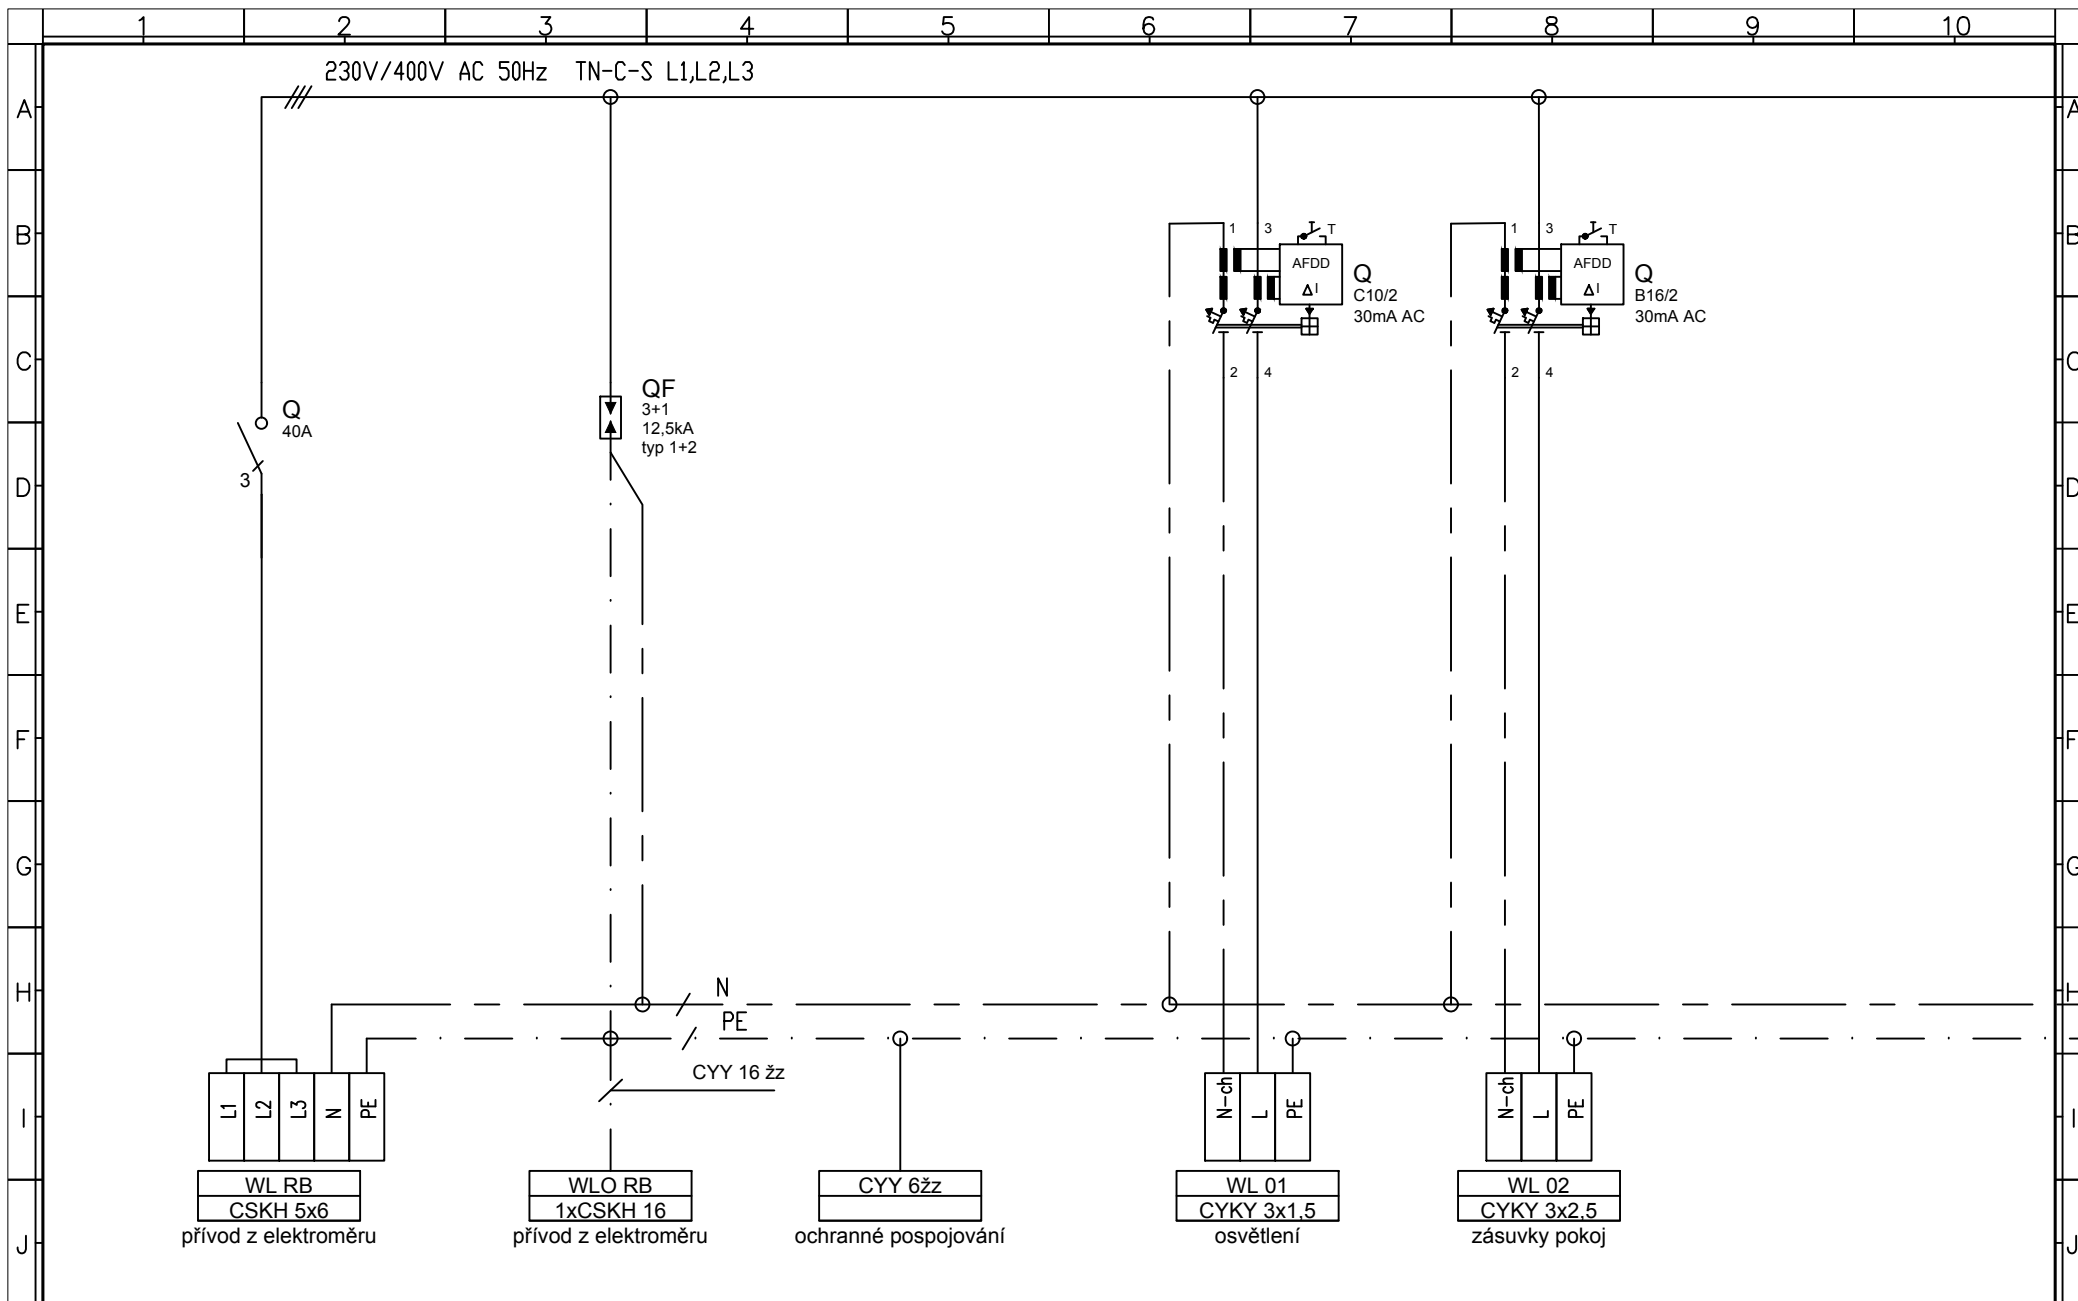 1 2 3 4 5 6 7 8 9 10
230V/400V AC 50Hz TN-C-S L1,L2,L3
A A
B B
C C
D D
E E
F F
G G
H H
I I
J J
Q
40A
3
QF
3+1
12,5kA
typ 1+2
1 3 T
AFDD
Δ I
Q
C10/2
30mA AC
2 4
1 3 T
AFDD
Δ I
Q
B16/2
30mA AC
2 4
N
PE
CYY 16 žz
L1 L2 L3 N PE
N-ch L PE
N-ch L PE
WL RB
CSKH 5x6
přívod z elektroměru
WLO RB
1xCSKH 16
přívod z elektroměru
CYY 6žz
ochranné pospojování
WL 01
CYKY 3x1,5
osvětlení
WL 02
CYKY 3x2,5
zásuvky pokoj